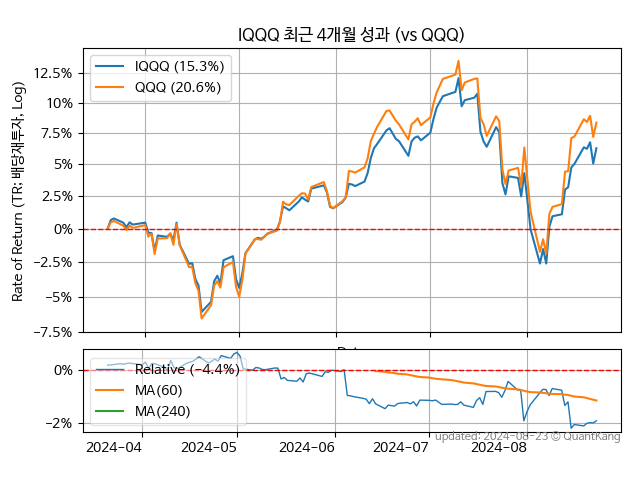 IQQQ 최근 4개월 성과 (vs QQQ)
Rate of Return (TR: 배당재투자, Log)
12.5%
10%
7.5%
5%
2.5%
0%
−2.5%
−5%
−7.5%
IQQQ (15.3%)
QQQ (20.6%)
0%
−2%
Relative (−4.4%)
MA(60)
MA(240)
2024−04
2024−05
2024−06
2024−07
2024−08
updated: 2024−08−23 © QuantKang